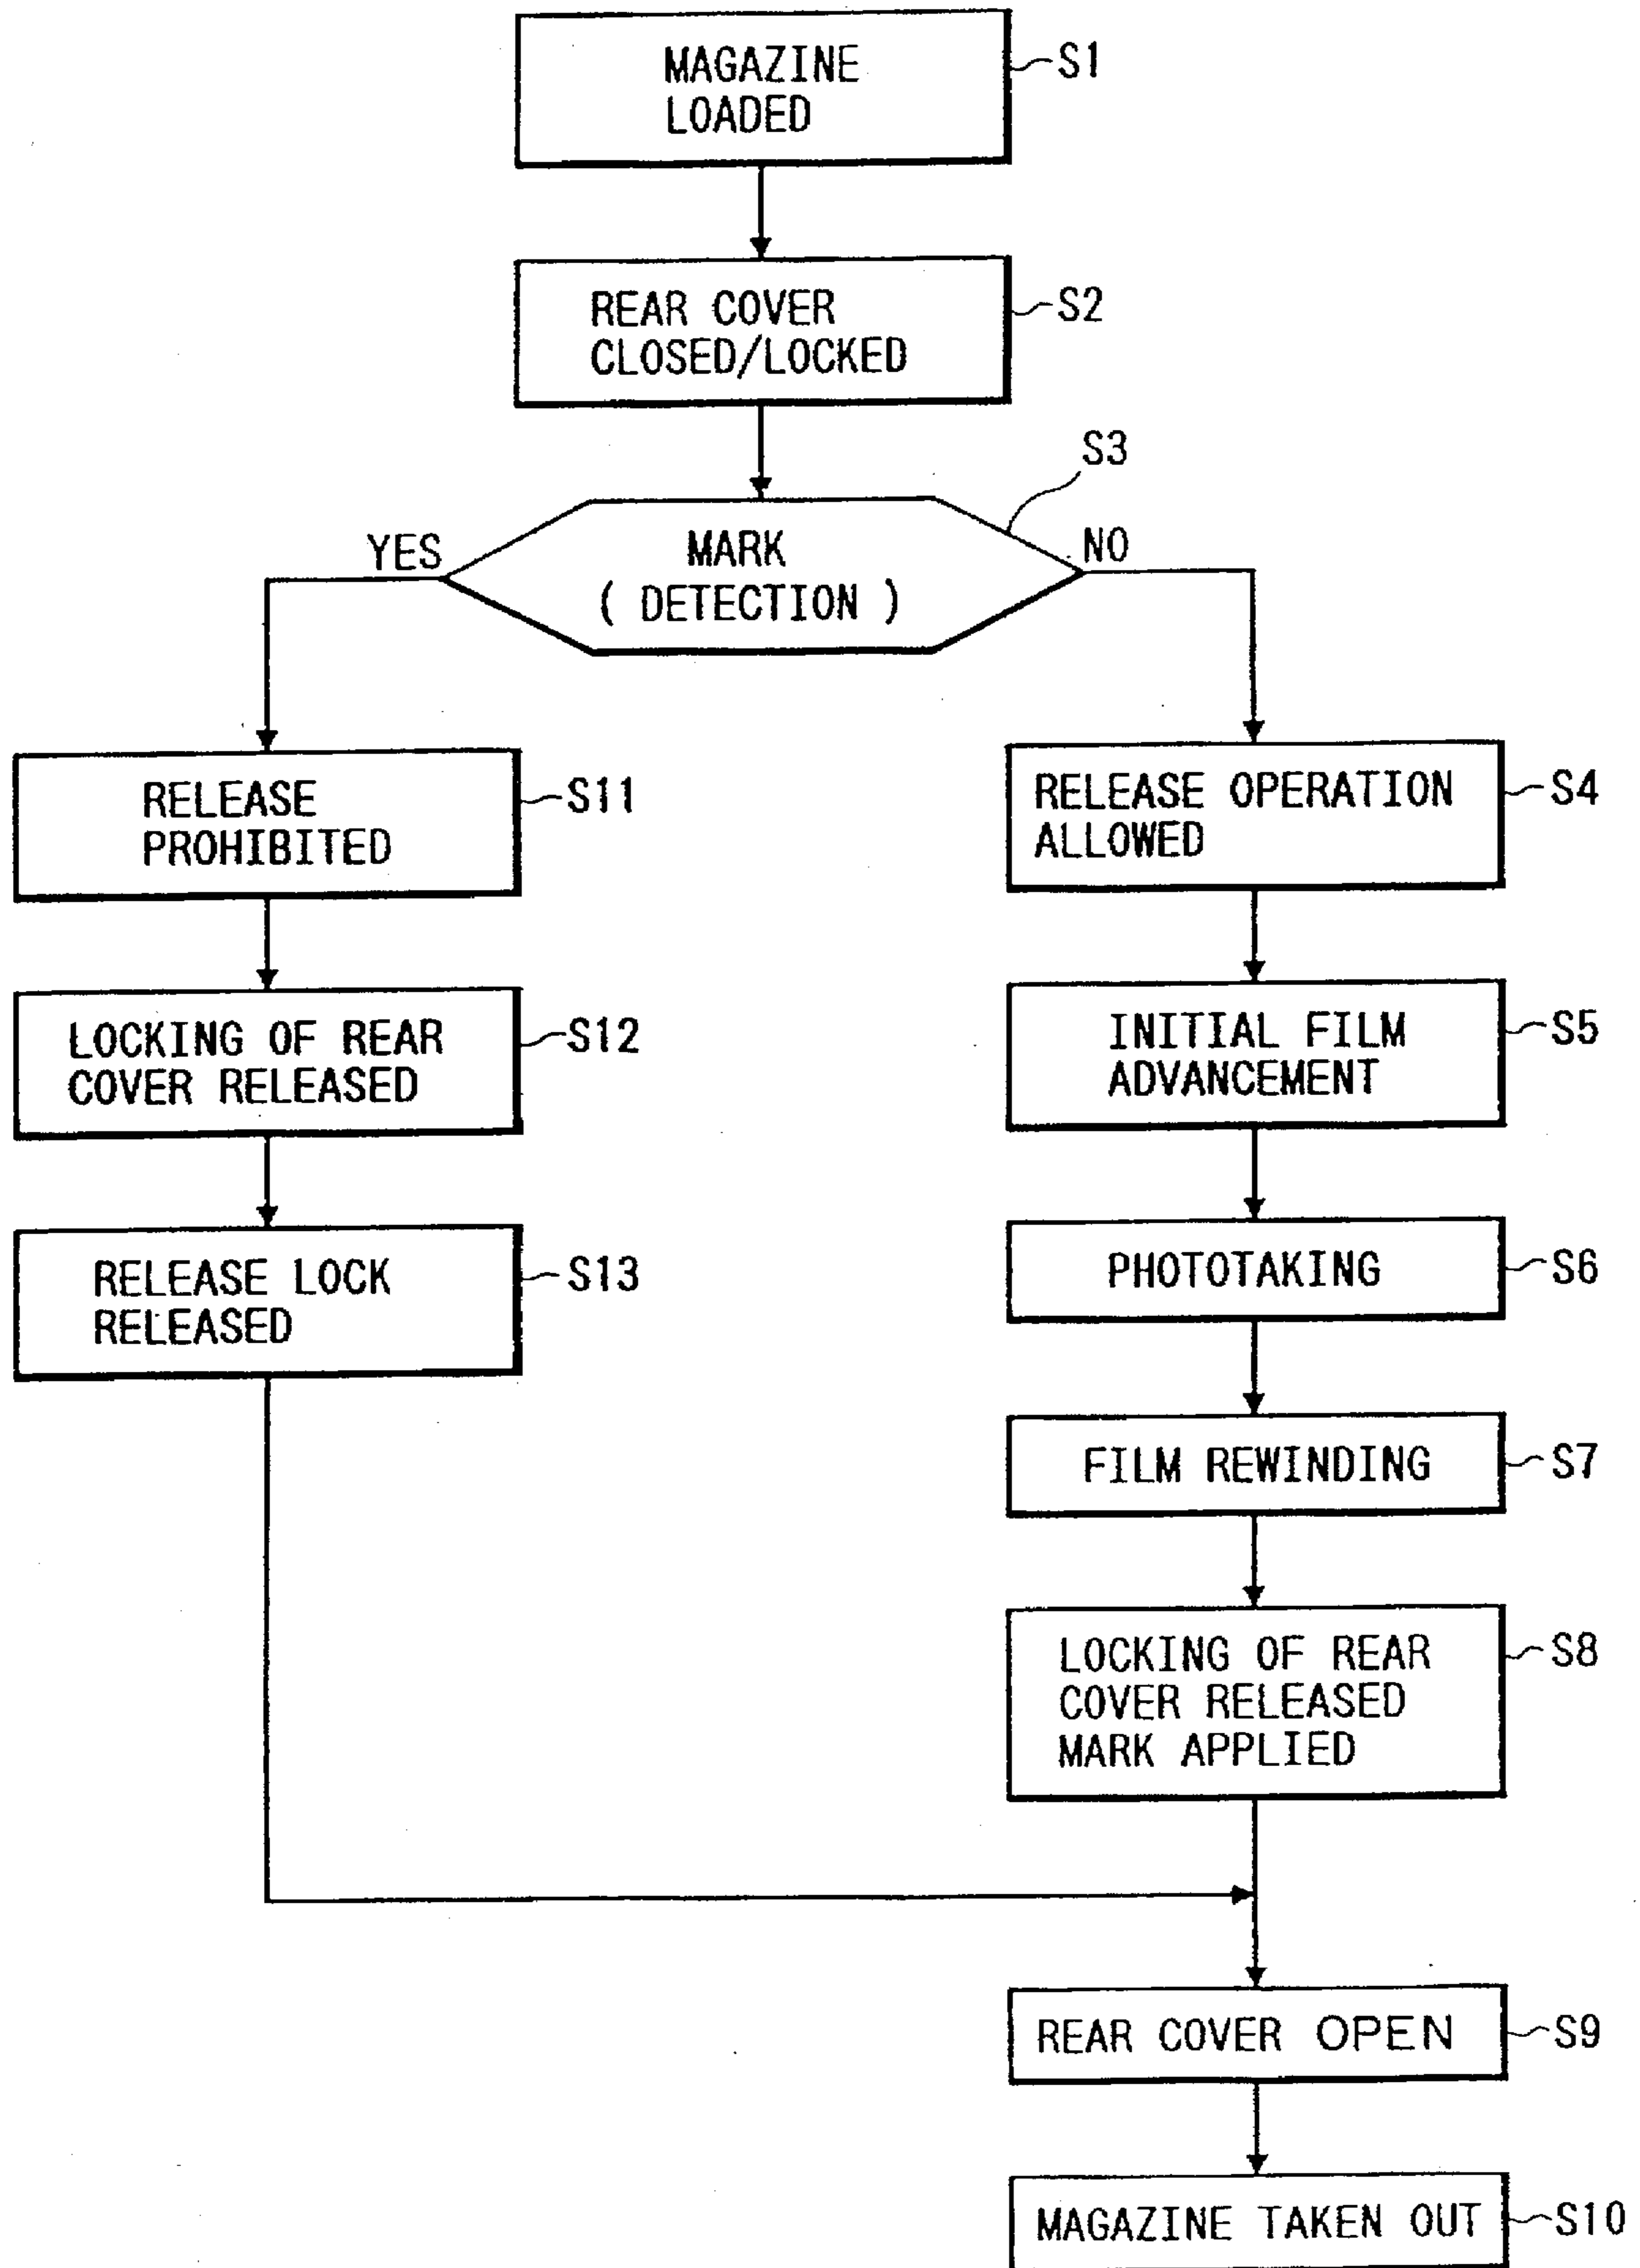 MAGAZINE
LOADED
S1
REAR COVER
CLOSED/LOCKED
S2
S3
YES
MARK
( DETECTION )
NO
RELEASE
PROHIBITED
S11
RELEASE OPERATION
ALLOWED
S4
LOCKING OF REAR
COVER RELEASED
S12
INITIAL FILM
ADVANCEMENT
S5
RELEASE LOCK
RELEASED
S13
PHOTOTAKING
S6
FILM REWINDING
S7
LOCKING OF REAR
COVER RELEASED
MARK APPLIED
S8
REAR COVER OPEN
S9
MAGAZINE TAKEN OUT
S10